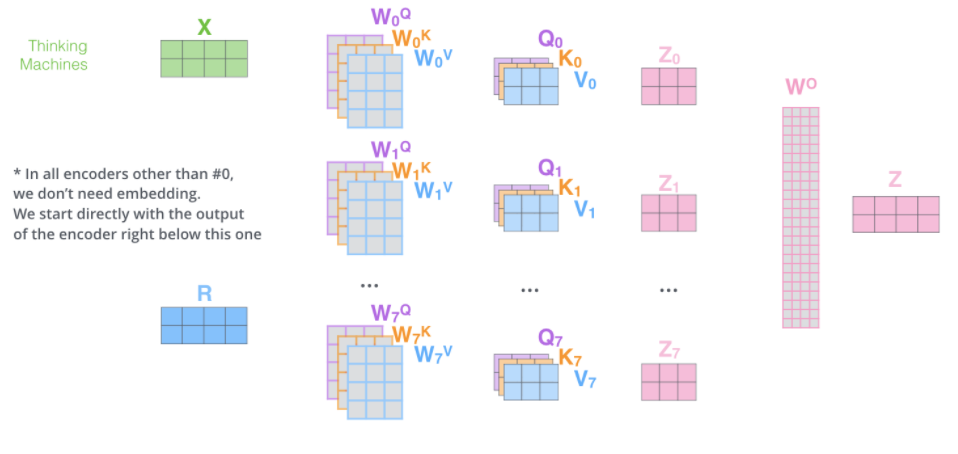 Thinking
Machines
X
W₀Q
W₀K
W₀V
Q₀
K₀
V₀
Z₀
WO
* In all encoders other than #0,
we don’t need embedding.
We start directly with the output
of the encoder right below this one
W₁Q
W₁K
W₁V
Q₁
K₁
V₁
Z₁
Z
...
...
...
R
W₇Q
W₇K
W₇V
Q₇
K₇
V₇
Z₇